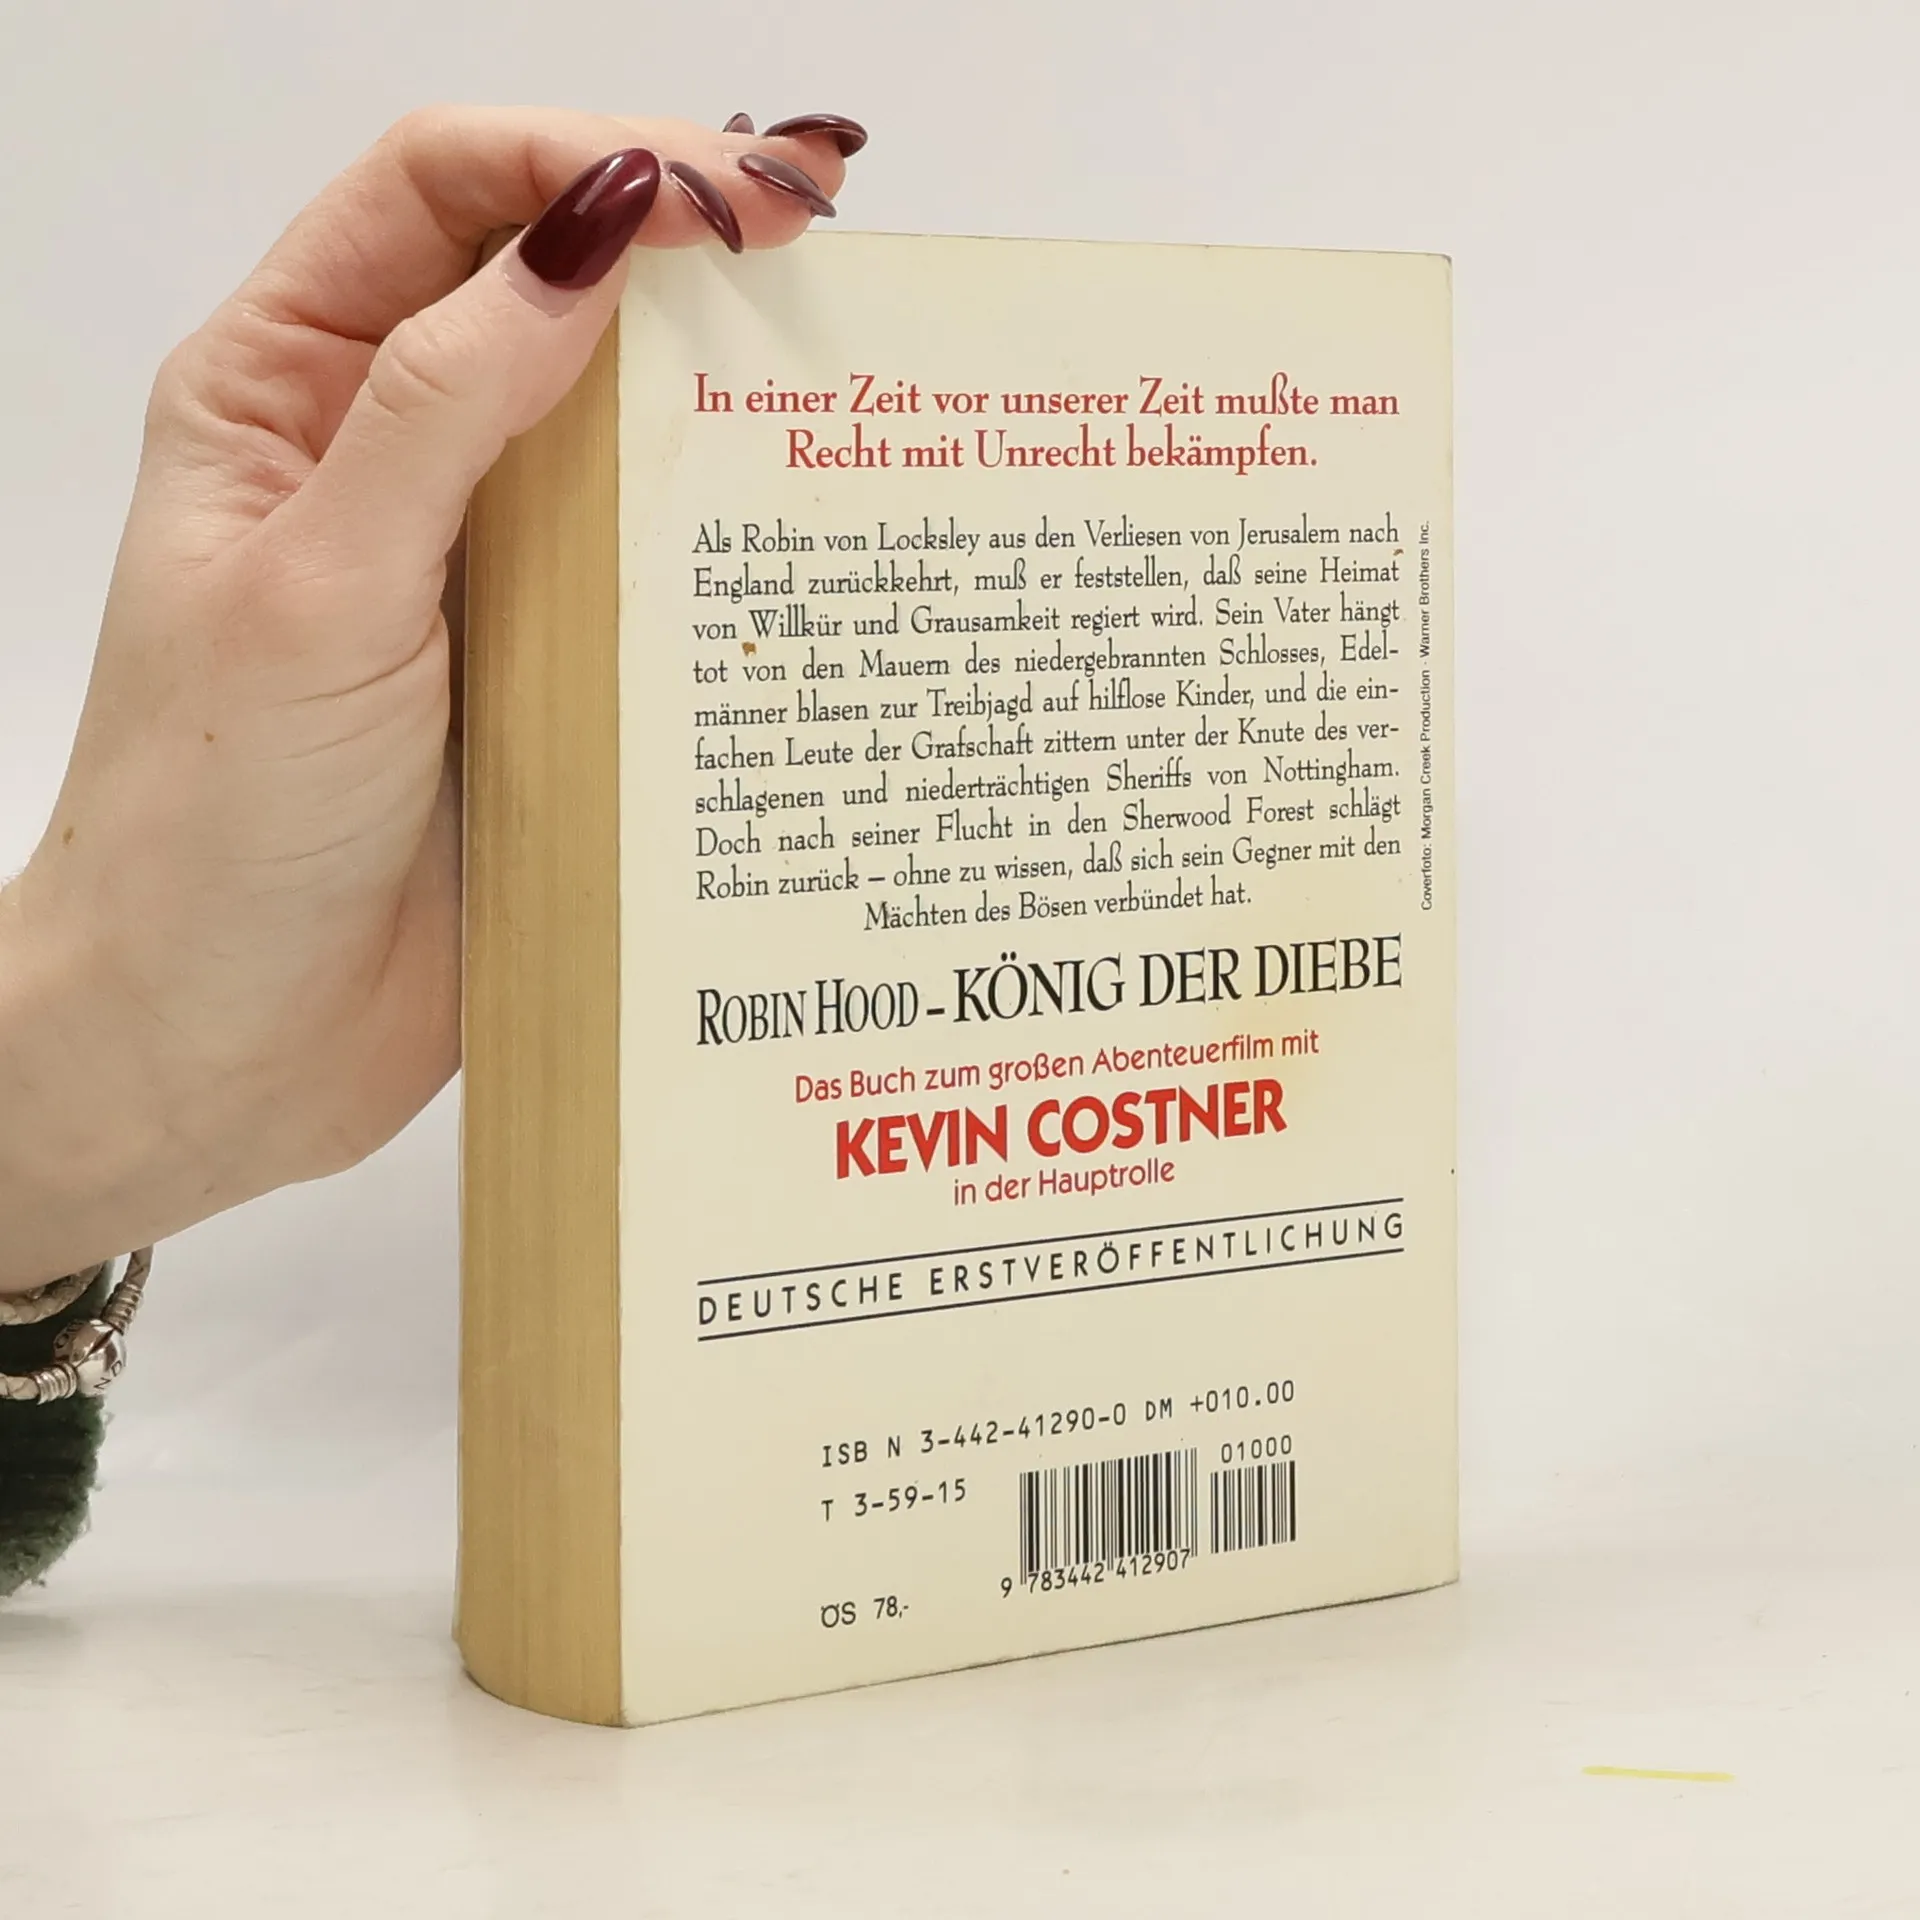 In einer Zeit vor unserer Zeit mußte man
Recht mit Unrecht bekämpfen.
Als Robin von Locksley aus den Verliesen von Jerusalem nach
England zurückkehrt, muß er feststellen, daß seine Heimat
von Willkür und Grausamkeit regiert wird. Sein Vater hängt
tot von den Mauern des niedergebrannten Schlosses, Edel-
männer blasen zur Treibjagd auf hilflose Kinder, und die ein-
fachen Leute der Grafschaft zittern unter der Knute des ver-
schlagenen und niederträchtigen Sheriffs von Nottingham.
Doch nach seiner Flucht in den Sherwood Forest schlägt
Robin zurück – ohne zu wissen, daß sich sein Gegner mit den
Mächten des Bösen verbündet hat.
ROBIN HOOD – KÖNIG DER DIEBE
Das Buch zum großen Abenteuerfilm mit
KEVIN COSTNER
in der Hauptrolle
DEUTSCHE ERSTVERÖFFENTLICHUNG
ISB N 3-442-41290-0 DM +010.00
T 3-59-15
01000
9 783442 412907
ÖS 78,-
Coverfoto: Morgan Creek Production · Warner Brothers Inc.